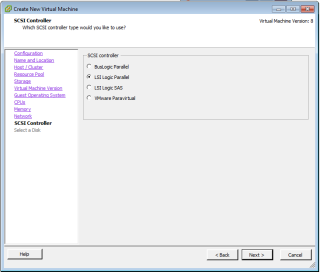 Create New Virtual Machine
SCSI Controller
Which SCSI controller type would you like to use?
Virtual Machine Version: 8
Configuration
Name and Location
Host / Cluster
Resource Pool
Storage
Virtual Machine Version
Guest Operating System
CPUs
Memory
Network
SCSI Controller
Select a Disk
SCSI controller
BusLogic Parallel
LSI Logic Parallel
LSI Logic SAS
VMware Paravirtual
Help
< Back
Next >
Cancel